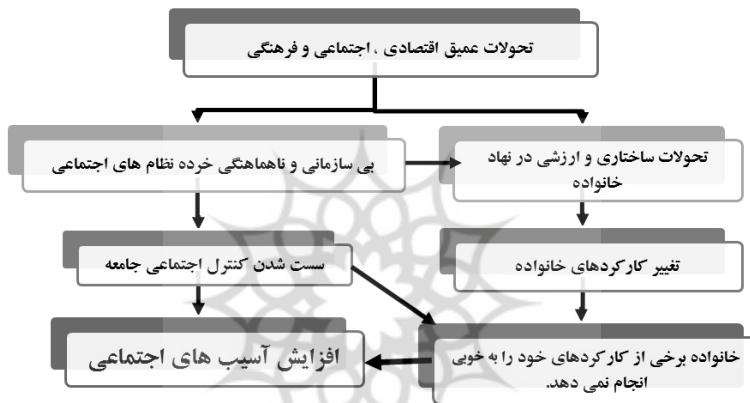 تحولات عمیق اقتصادی ، اجتماعی و فرهنگی
تحولات ساختاری و ارزشی در نهاد
خانواده
بی سازمانی و ناهماهنگی خرده نظام های اجتماعی
تغییر کارکردهای خانواده
سست شدن کنترل اجتماعی جامعه
خانواده برخی از کارکردهای خود را به خوبی
انجام نمی دهد.
افزایش آسیب های اجتماعی